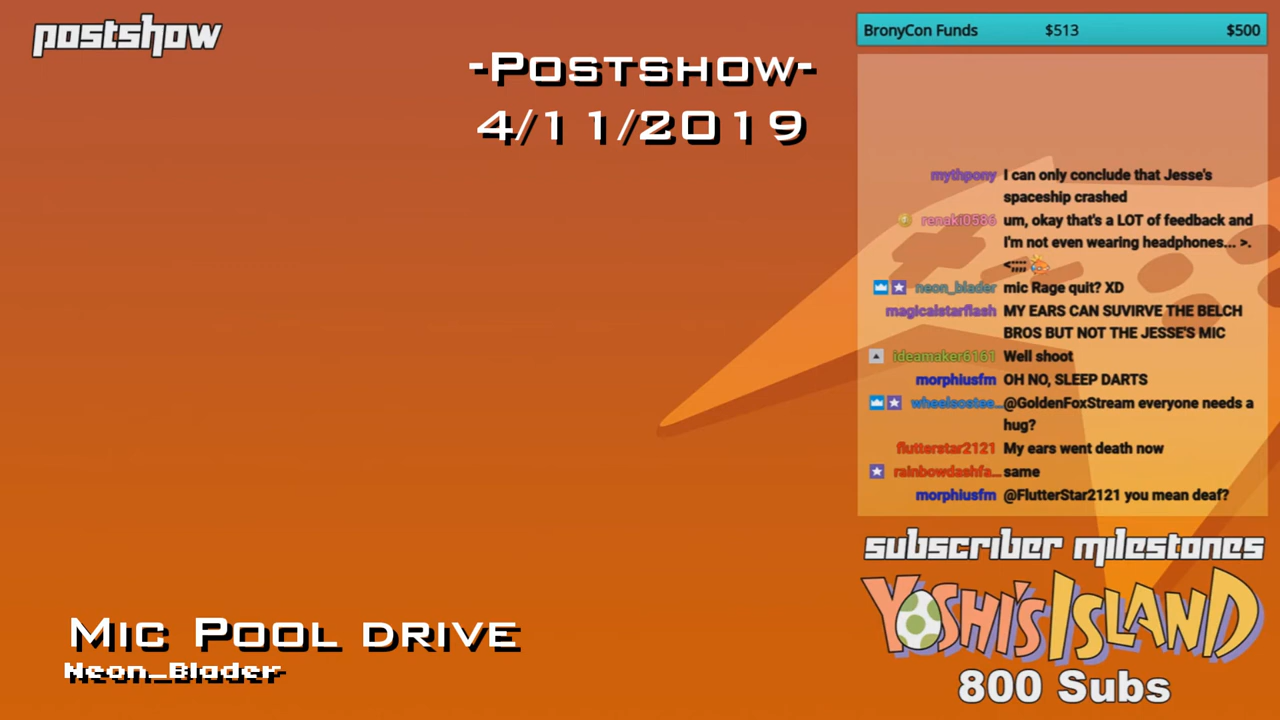 postshow
-Postshow-
4/11/2019
BronyCon Funds $513 $500
mythpony I can only conclude that Jesse's
spaceship crashed
renaki0586 um, okay that's a LOT of feedback and
I'm not even wearing headphones... >.
<;;;;
neon_blader mic Rage quit? XD
magicalstarflash MY EARS CAN SUVIRVE THE BELCH
BROS BUT NOT THE JESSE'S MIC
ideamaker6161 Well shoot
morphiusfm OH NO, SLEEP DARTS
wheelsostee... @GoldenFoxStream everyone needs a
hug?
flutterstar2121 My ears went death now
rainbowdashfa... same
morphiusfm @FlutterStar2121 you mean deaf?
subscriber milestones
Yoshi's Island
800 Subs
Mic Pool drive
Neon_Blader